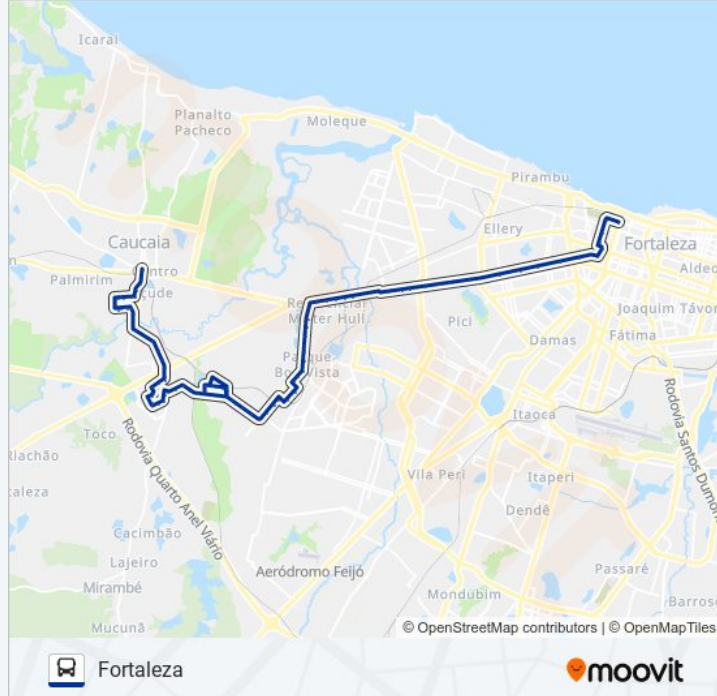 Icaraí
Planalto
Pacheco
Moleque
Pirambu
Ellery
Fortaleza
Caucaia
Centro
Palmirim
Açude
Aldeo
Residencial
Mister Hull
Joaquim Távor
Pici
Fátima
Damas
Parque
Boa Vista
Itaoca
Toco
Riachão
taleza
Rodovia Quarto Anel Viário
Rodovia Santos Dumon
Vila Peri
Itaperi
Dendê
Cacimbão
Lajeiro
Aeródromo Feijó
Passaré
Mirambé
Mondubim
Barroso
Mucunã
© OpenStreetMap contributors | © OpenMapTiles
Fortaleza
moovit